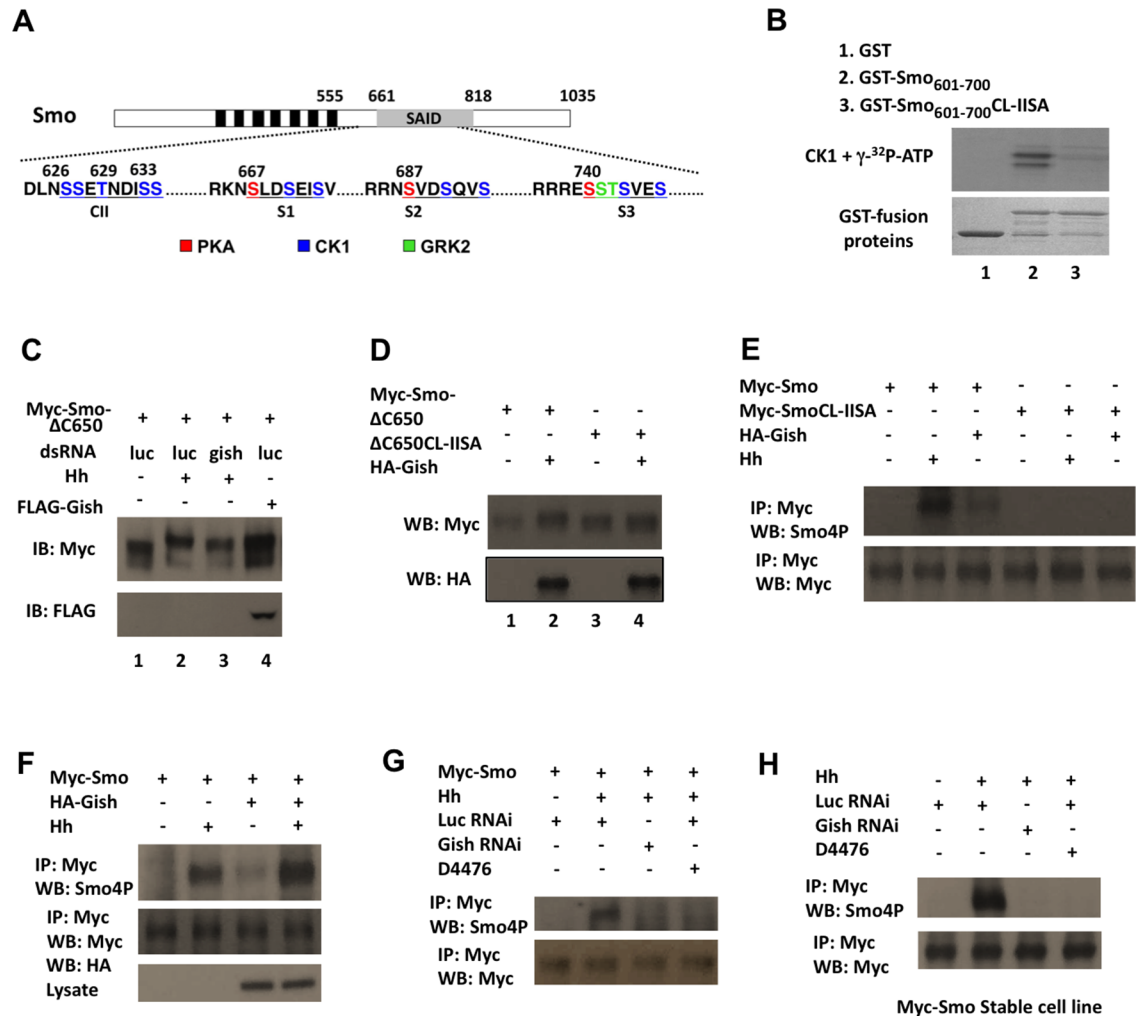 A
555 661 818 1035
Smo SAID
626 629 633 667 687 740
DLNSSETNDISS.........RKNSLDSEISV.........RRNSVDSQVS.........RRRESSTSVES.........
CII S1 S2 S3
PKA CK1 GRK2
B
1. GST
2. GST-Smo601-700
3. GST-Smo601-700CL-IISA
CK1 + γ-32P-ATP
GST-fusion
proteins
1 2 3
C
Myc-Smo-
ΔC650 + + + +
dsRNA luc luc gish luc
Hh - + + -
FLAG-Gish - - - +
IB: Myc
IB: FLAG
1 2 3 4
D
Myc-Smo-
ΔC650 + + - -
ΔC650CL-IISA - - + +
HA-Gish - + - +
WB: Myc
WB: HA
1 2 3 4
E
Myc-Smo + + + - - -
Myc-SmoCL-IISA - - - + + +
HA-Gish - - + - - +
Hh - + - - + -
IP: Myc
WB: Smo4P
IP: Myc
WB: Myc
F
Myc-Smo + + + +
HA-Gish - - + +
Hh - + - +
IP: Myc
WB: Smo4P
IP: Myc
WB: Myc
WB: HA
Lysate
G
Myc-Smo + + + +
Hh - + + +
Luc RNAi + + - +
Gish RNAi - - + -
D4476 - - - +
IP: Myc
WB: Smo4P
IP: Myc
WB: Myc
H
Hh - + + +
Luc RNAi + + - +
Gish RNAi - - + -
D4476 - - - +
IP: Myc
WB: Smo4P
IP: Myc
WB: Myc
Myc-Smo Stable cell line